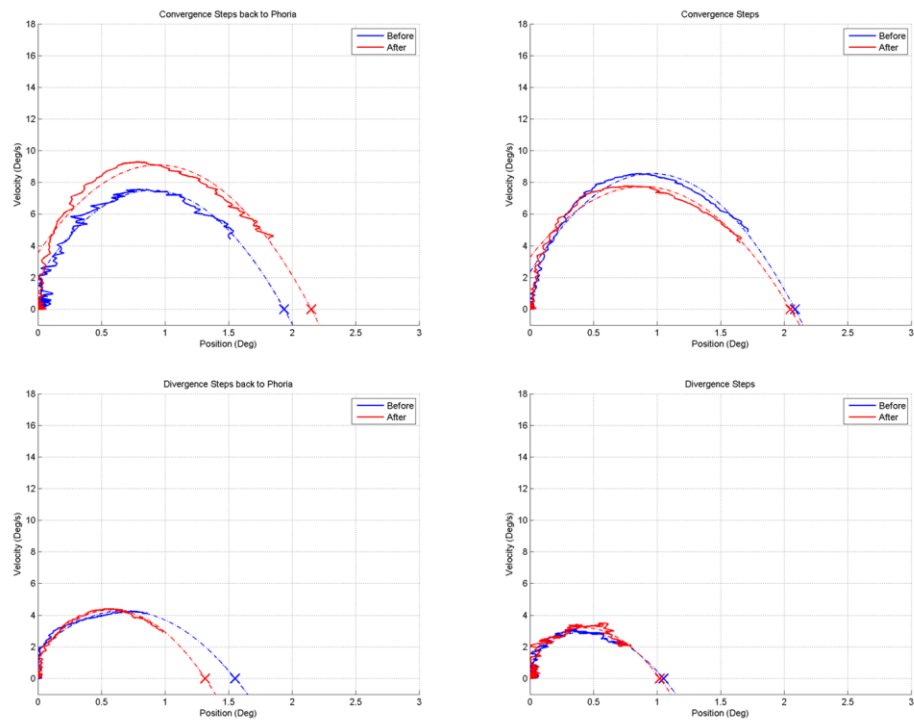 Convergence Steps back to Phoria
18
16
14
12
10
8
6
4
2
0
Velocity (Deg/s)
0 0.5 1 1.5 2 2.5 3
Position (Deg)
Before
After
Convergence Steps
18
16
14
12
10
8
6
4
2
0
Velocity (Deg/s)
0 0.5 1 1.5 2 2.5 3
Position (Deg)
Before
After
Divergence Steps back to Phoria
18
16
14
12
10
8
6
4
2
0
Velocity (Deg/s)
0 0.5 1 1.5 2 2.5 3
Position (Deg)
Before
After
Divergence Steps
18
16
14
12
10
8
6
4
2
0
Velocity (Deg/s)
0 0.5 1 1.5 2 2.5 3
Position (Deg)
Before
After